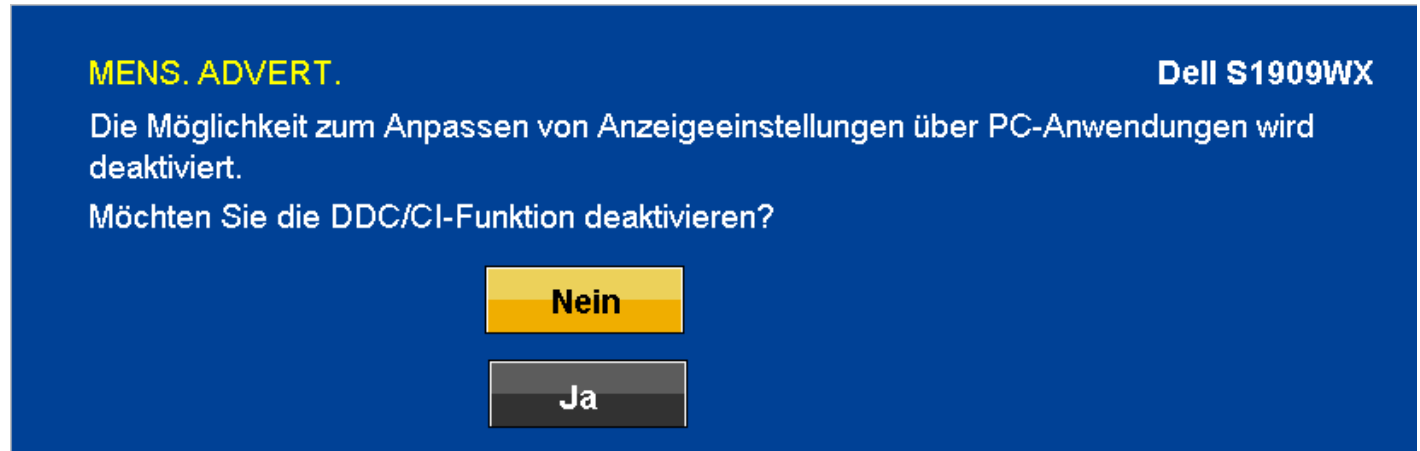 MENS. ADVERT.
Dell S1909WX
Die Möglichkeit zum Anpassen von Anzeigeeinstellungen über PC-Anwendungen wird
deaktiviert.
Möchten Sie die DDC/CI-Funktion deaktivieren?
Nein
Ja